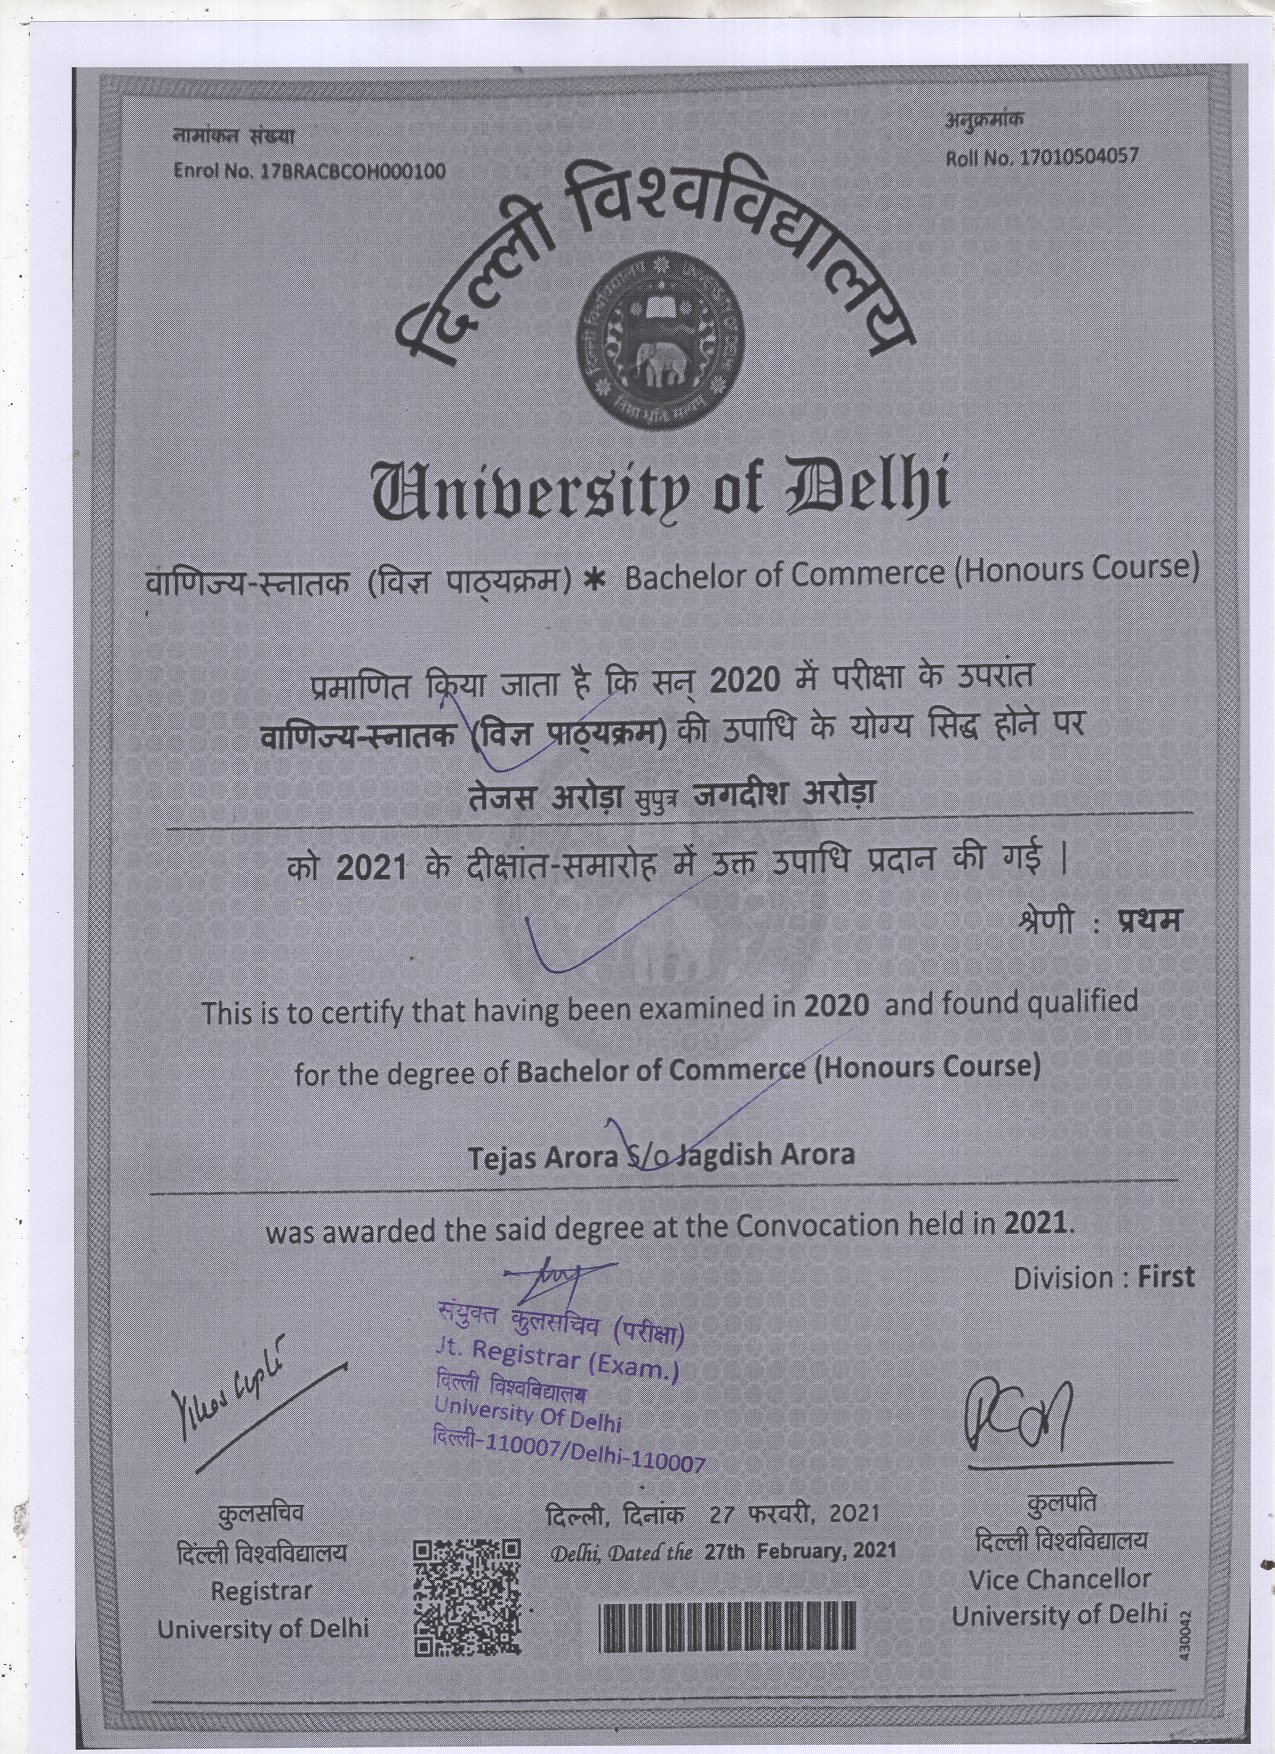 नामांकन संख्या
Enrol No. 17BRACBCOH000100
अनुक्रमांक
Roll No. 17010504057
दिल्ली विश्वविद्यालय
University of Delhi
वाणिज्य-स्नातक (विज्ञ पाठ्यक्रम) * Bachelor of Commerce (Honours Course)
प्रमाणित किया जाता है कि सन् 2020 में परीक्षा के उपरांत
वाणिज्य-स्नातक (विज्ञ पाठ्यक्रम) की उपाधि के योग्य सिद्ध होने पर
तेजस अरोड़ा सुपुत्र जगदीश अरोड़ा
को 2021 के दीक्षांत-समारोह में उक्त उपाधि प्रदान की गई |
श्रेणी : प्रथम
This is to certify that having been examined in 2020 and found qualified
for the degree of Bachelor of Commerce (Honours Course)
Tejas Arora S/o Jagdish Arora
was awarded the said degree at the Convocation held in 2021.
Division : First
संयुक्त कुलसचिव (परीक्षा)
Jt. Registrar (Exam.)
दिल्ली विश्वविद्यालय
University Of Delhi
दिल्ली-110007/Delhi-110007
Vikas Gupta
कुलसचिव
दिल्ली विश्वविद्यालय
Registrar
University of Delhi
दिल्ली, दिनांक 27 फरवरी, 2021
Delhi, Dated the 27th February, 2021
कुलपति
दिल्ली विश्वविद्यालय
Vice Chancellor
University of Delhi
430042